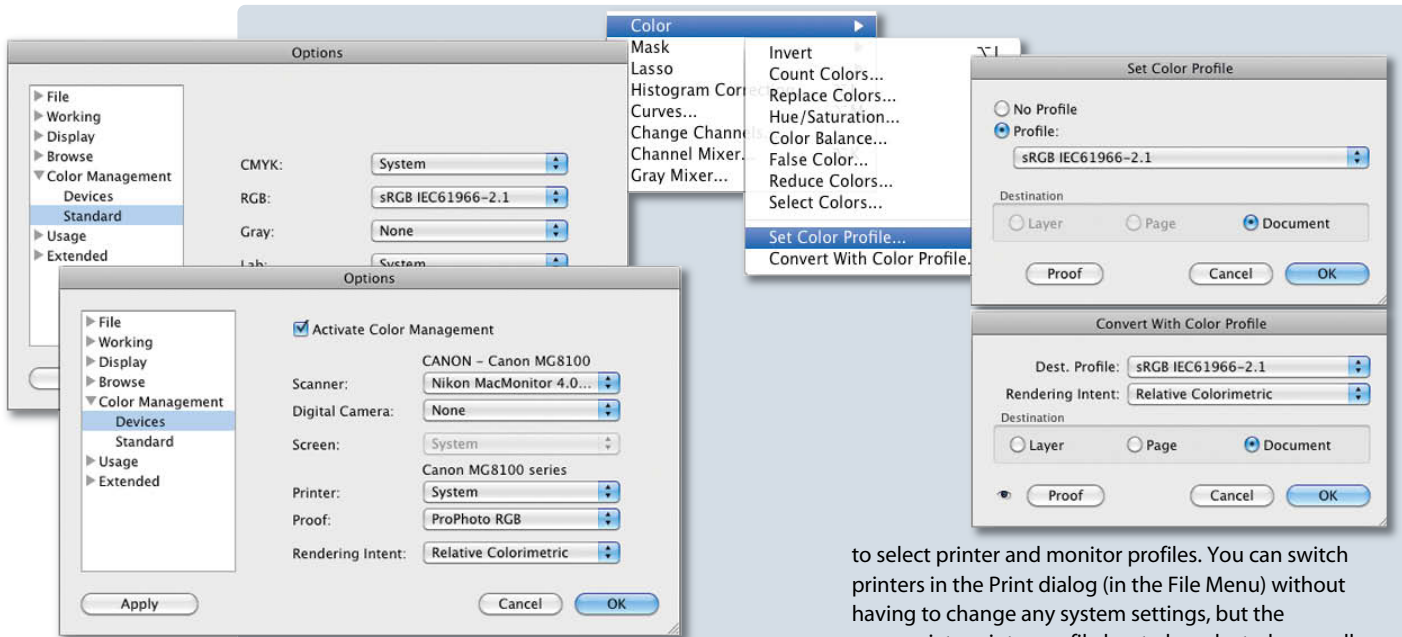 Options
File
Working
Display
Browse
Color Management
Devices
Standard
Usage
Extended
CMYK: System
RGB: sRGB IEC61966-2.1
Gray: None
Lab: System
Options
File
Working
Display
Browse
Color Management
Devices
Standard
Usage
Extended
Activate Color Management
CANON - Canon MG8100
Scanner: Nikon MacMonitor 4.0...
Digital Camera: None
Screen: System
Canon MG8100 series
Printer: System
Proof: ProPhoto RGB
Rendering Intent: Relative Colorimetric
Apply Cancel OK
Color
Mask
Lasso
Histogram
Curves...
Change Channels
Channel Mixer.
Gray Mixer...
Invert
Count Colors...
Replace Colors...
Hue/Saturation...
Color Balance...
False Color...
Reduce Colors...
Select Colors...
Set Color Profile...
Convert With Color Profile.
Set Color Profile
No Profile
Profile:
sRGB IEC61966-2.1
Destination
Layer Page Document
Proof Cancel OK
Convert With Color Profile
Dest. Profile: sRGB IEC61966-2.1
Rendering Intent: Relative Colorimetric
Destination
Layer Page Document
Proof Cancel OK
to select printer and monitor profiles. You can switch
printers in the Print dialog (in the File Menu) without
having to change any system settings, but the